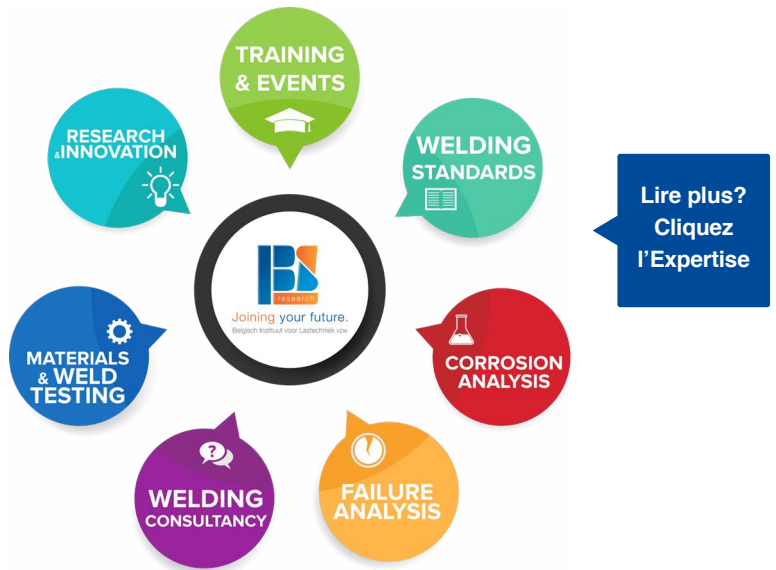 TRAINING
& EVENTS
RESEARCH
&INNOVATION
WELDING
STANDARDS
Lire plus?
Cliquez
l’Expertise
BS
research
Joining your future.
Belgisch Instituut voor Lastechniek vzw
MATERIALS
& WELD
TESTING
CORROSION
ANALYSIS
?
WELDING
CONSULTANCY
FAILURE
ANALYSIS